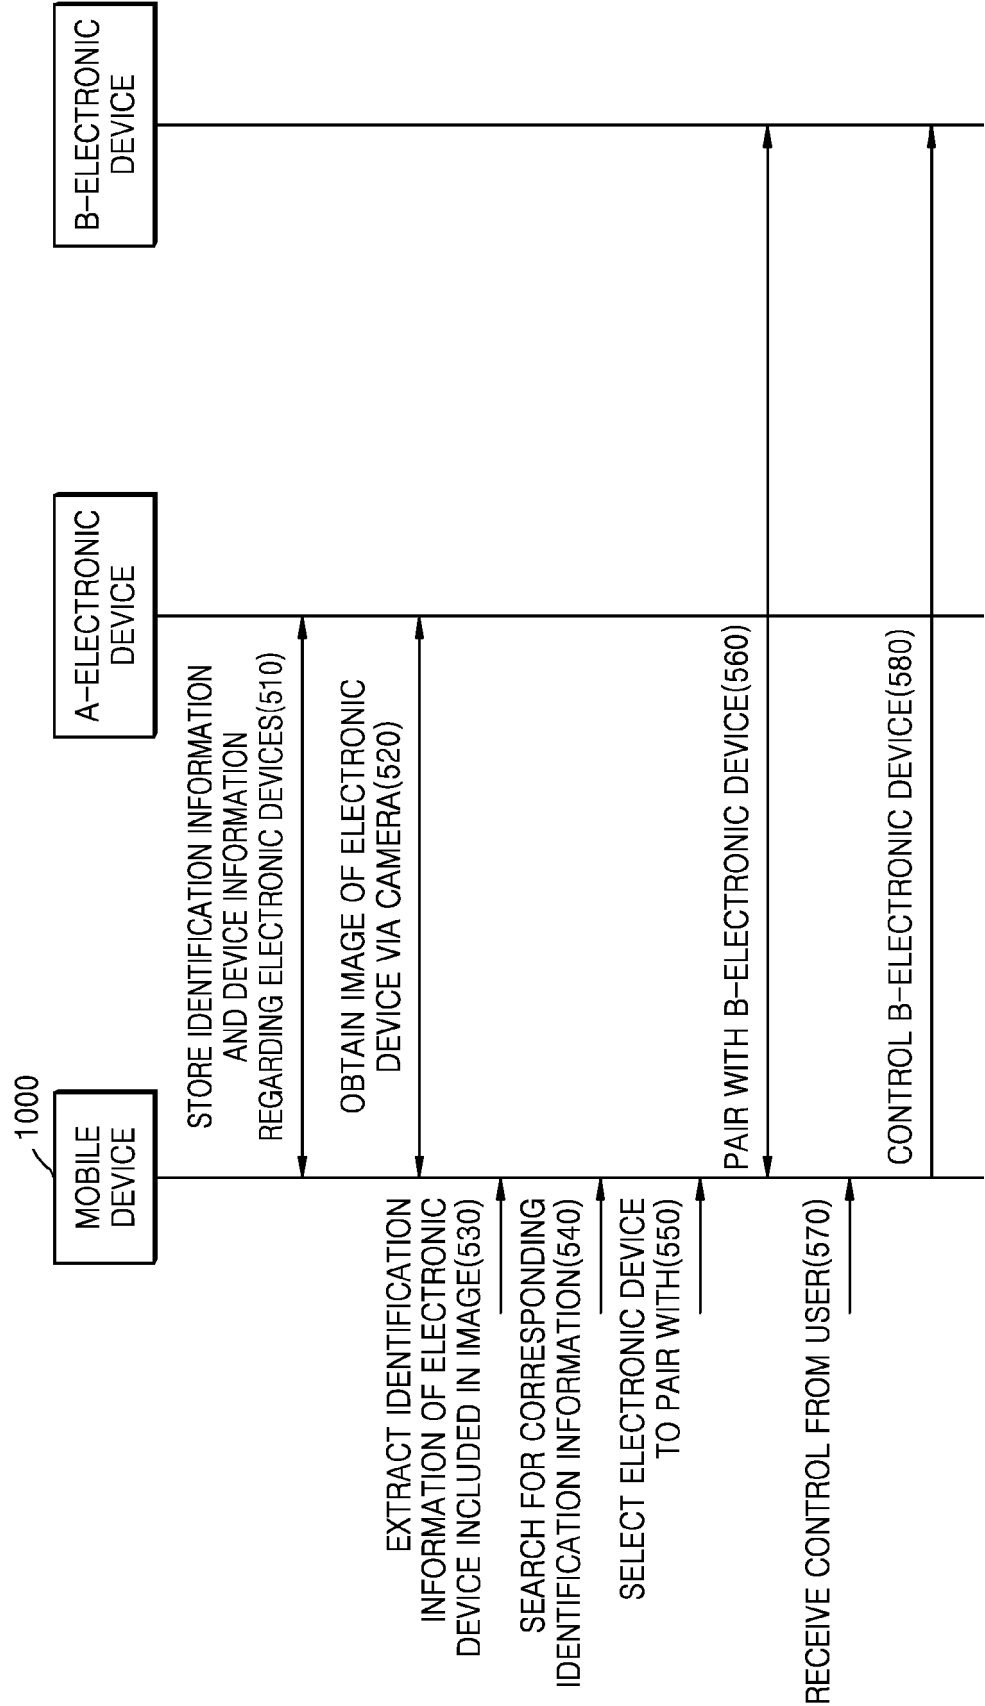 1000
MOBILE
DEVICE
A-ELECTRONIC
DEVICE
B-ELECTRONIC
DEVICE
STORE IDENTIFICATION INFORMATION
AND DEVICE INFORMATION
REGARDING ELECTRONIC DEVICES(510)
OBTAIN IMAGE OF ELECTRONIC
DEVICE VIA CAMERA(520)
EXTRACT IDENTIFICATION
INFORMATION OF ELECTRONIC
DEVICE INCLUDED IN IMAGE(530)
SEARCH FOR CORRESPONDING
IDENTIFICATION INFORMATION(540)
SELECT ELECTRONIC DEVICE
TO PAIR WITH(550)
PAIR WITH B-ELECTRONIC DEVICE(560)
RECEIVE CONTROL FROM USER(570)
CONTROL B-ELECTRONIC DEVICE(580)